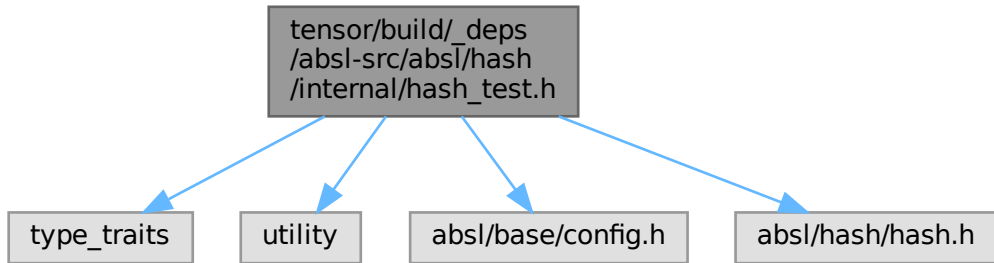 tensor/build/_deps
/absl-src/absl/hash
/internal/hash_test.h
type_traits
utility
absl/base/config.h
absl/hash/hash.h